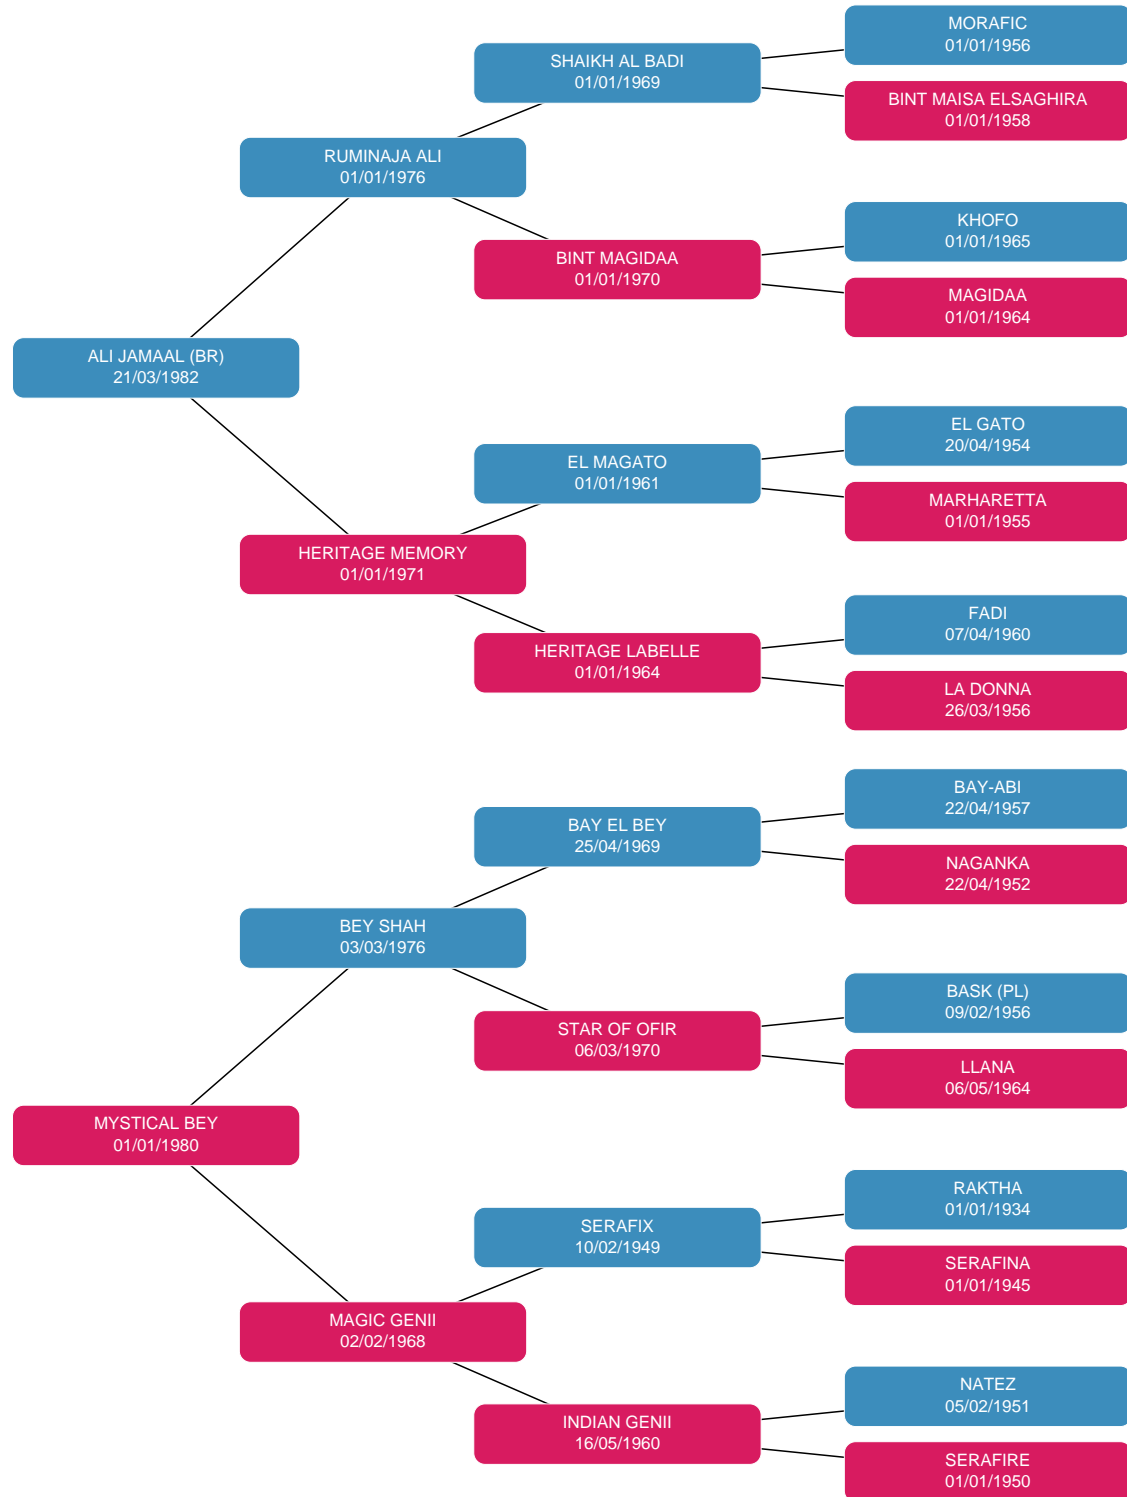 MORAFIC
01/01/1956
SHAIKH AL BADI
01/01/1969
BINT MAISA ELSAGHIRA
01/01/1958
RUMINAJA ALI
01/01/1976
KHOFO
01/01/1965
BINT MAGIDAA
01/01/1970
MAGIDAA
01/01/1964
ALI JAMAAL (BR)
21/03/1982
EL GATO
20/04/1954
EL MAGATO
01/01/1961
MARHARETTA
01/01/1955
HERITAGE MEMORY
01/01/1971
FADI
07/04/1960
HERITAGE LABELLE
01/01/1964
LA DONNA
26/03/1956
BAY-ABI
22/04/1957
BAY EL BEY
25/04/1969
NAGANKA
22/04/1952
BEY SHAH
03/03/1976
BASK (PL)
09/02/1956
STAR OF OFIR
06/03/1970
LLANA
06/05/1964
MYSTICAL BEY
01/01/1980
RAKTHA
01/01/1934
SERAFIX
10/02/1949
SERAFINA
01/01/1945
MAGIC GENII
02/02/1968
NATEZ
05/02/1951
INDIAN GENII
16/05/1960
SERAFIRE
01/01/1950